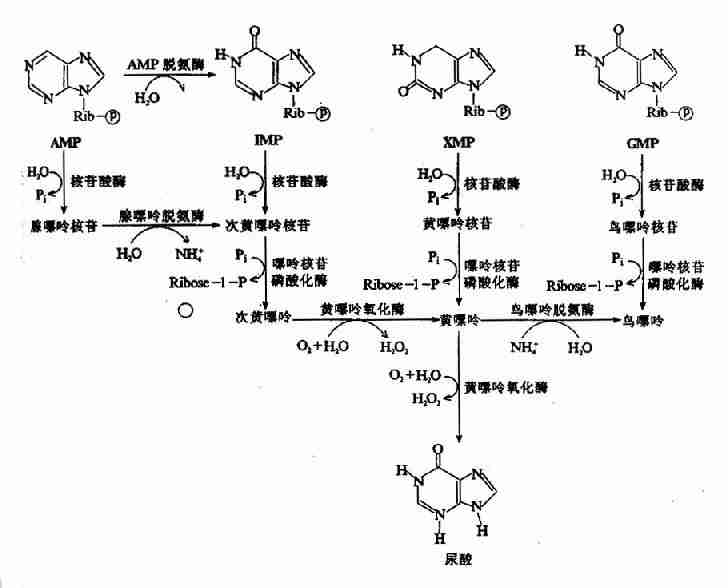 N N N N Rib P
AMP 脱氨酶
H₂O
O H N N N N Rib P
H N O N N N Rib P
O H N N N N Rib P
AMP IMP XMP GMP
H₂O Pi 核苷酸酶
H₂O Pi 核苷酸酶
H₂O Pi 核苷酸酶
H₂O Pi 核苷酸酶
腺嘌呤核苷 腺嘌呤脱氨酶 次黄嘌呤核苷 黄嘌呤核苷 鸟嘌呤核苷
H₂O NH₄⁺
Pi 嘌呤核苷
Ribose-1-P 磷酸化酶
Pi 嘌呤核苷
Ribose-1-P 磷酸化酶
Pi 嘌呤核苷
Ribose-1-P 磷酸化酶
次黄嘌呤 黄嘌呤氧化酶 黄嘌呤 鸟嘌呤脱氨酶 鸟嘌呤
O₂+H₂O H₂O₂ NH₄⁺ H₂O
O₂+H₂O
黄嘌呤氧化酶
H₂O₂
O H N N N N H H
尿酸